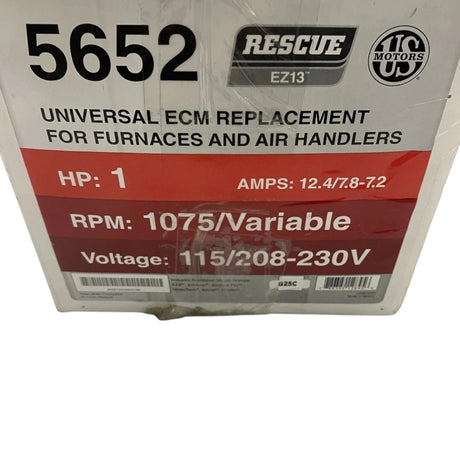 5652
RESCUE
EZ13™
US
MOTORS
UNIVERSAL ECM REPLACEMENT
FOR FURNACES AND AIR HANDLERS
HP: 1
AMPS: 12.4/7.8-7.2
RPM: 1075/Variable
Voltage: 115/208-230V
G25C